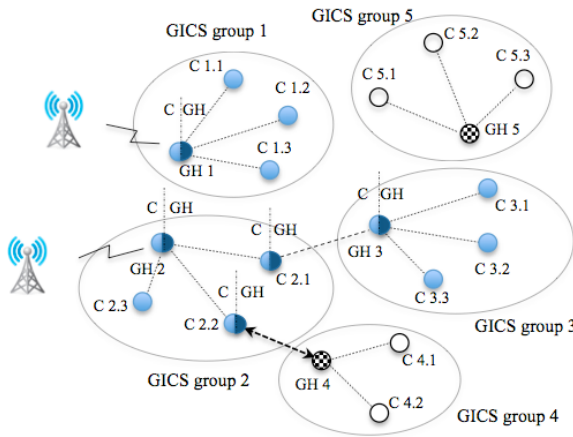 GICS group 1
GICS group 5
C 1.1
C 1.2
C GH
GH 1
C 1.3
C 5.2
C 5.3
C 5.1
GH 5
C GH
C GH
GH 2
C 2.1
C GH
C 2.3
C 2.2
GICS group 2
C GH
GH 3
C 3.1
C 3.2
C 3.3
GICS group 3
GH 4
C 4.1
C 4.2
GICS group 4